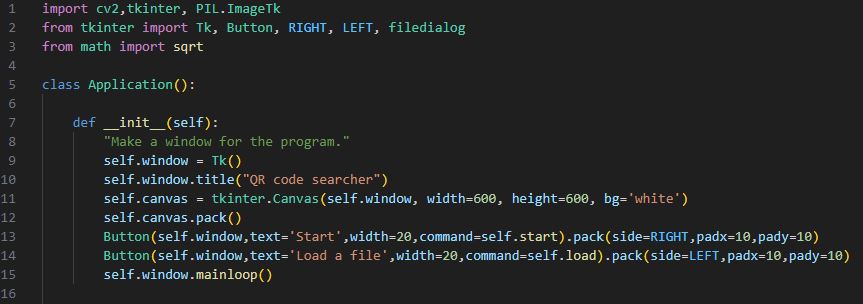 1 import cv2,tkinter, PIL.ImageTk
2 from tkinter import Tk, Button, RIGHT, LEFT, filedialog
3 from math import sqrt
4
5 class Application():
6
7     def __init__(self):
8         "Make a window for the program."
9         self.window = Tk()
10         self.window.title("QR code searcher")
11         self.canvas = tkinter.Canvas(self.window, width=600, height=600, bg='white')
12         self.canvas.pack()
13         Button(self.window,text='Start',width=20,command=self.start).pack(side=RIGHT,padx=10,pady=10)
14         Button(self.window,text='Load a file',width=20,command=self.load).pack(side=LEFT,padx=10,pady=10)
15         self.window.mainloop()
16